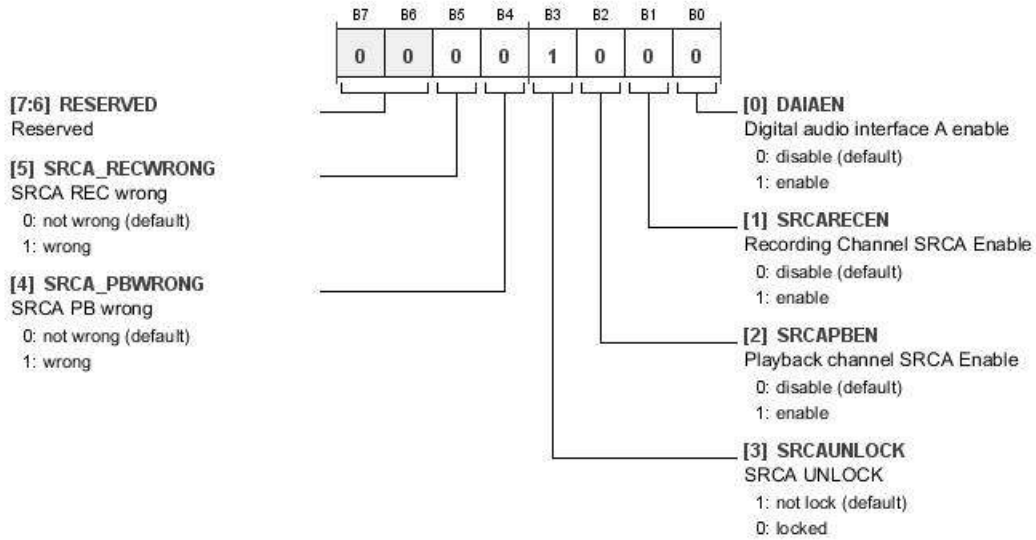 B7 B6 B5 B4 B3 B2 B1 B0
0 0 0 0 1 0 0 0
[7:6] RESERVED
Reserved
[5] SRCA_RECWRONG
SRCA REC wrong
0: not wrong (default)
1: wrong
[4] SRCA_PBWRONG
SRCA PB wrong
0: not wrong (default)
1: wrong
[0] DAIAEN
Digital audio interface A enable
0: disable (default)
1: enable
[1] SRCARECEN
Recording Channel SRCA Enable
0: disable (default)
1: enable
[2] SRCAPBEN
Playback channel SRCA Enable
0: disable (default)
1: enable
[3] SRCAUNLOCK
SRCA UNLOCK
1: not lock (default)
0: locked